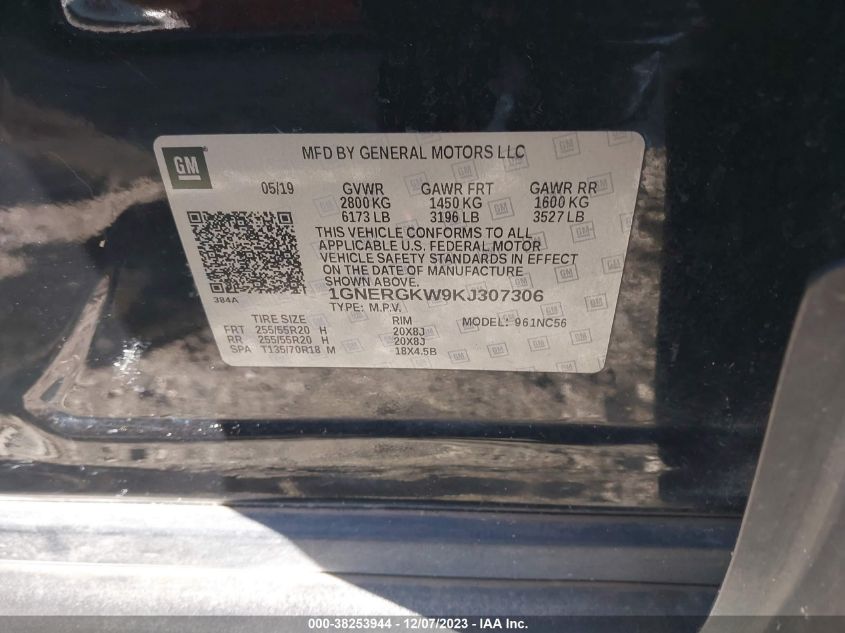 GM
MFD BY GENERAL MOTORS LLC
05/19 GVWR GAWR FRT GAWR RR
2800 KG 1450 KG 1600 KG
6173 LB 3196 LB 3527 LB
THIS VEHICLE CONFORMS TO ALL
APPLICABLE U.S. FEDERAL MOTOR
VEHICLE SAFETY STANDARDS IN EFFECT
ON THE DATE OF MANUFACTURE
SHOWN ABOVE.
384A
1GNERGKW9KJ307306
TYPE: M.P.V.
TIRE SIZE RIM MODEL: 961NC56
FRT 255/55R20 H 20X8J
RR 255/55R20 H 20X8J
SPA T135/70R18 M 18X4.5B
000-38253944 - 12/07/2023 - IAA Inc.